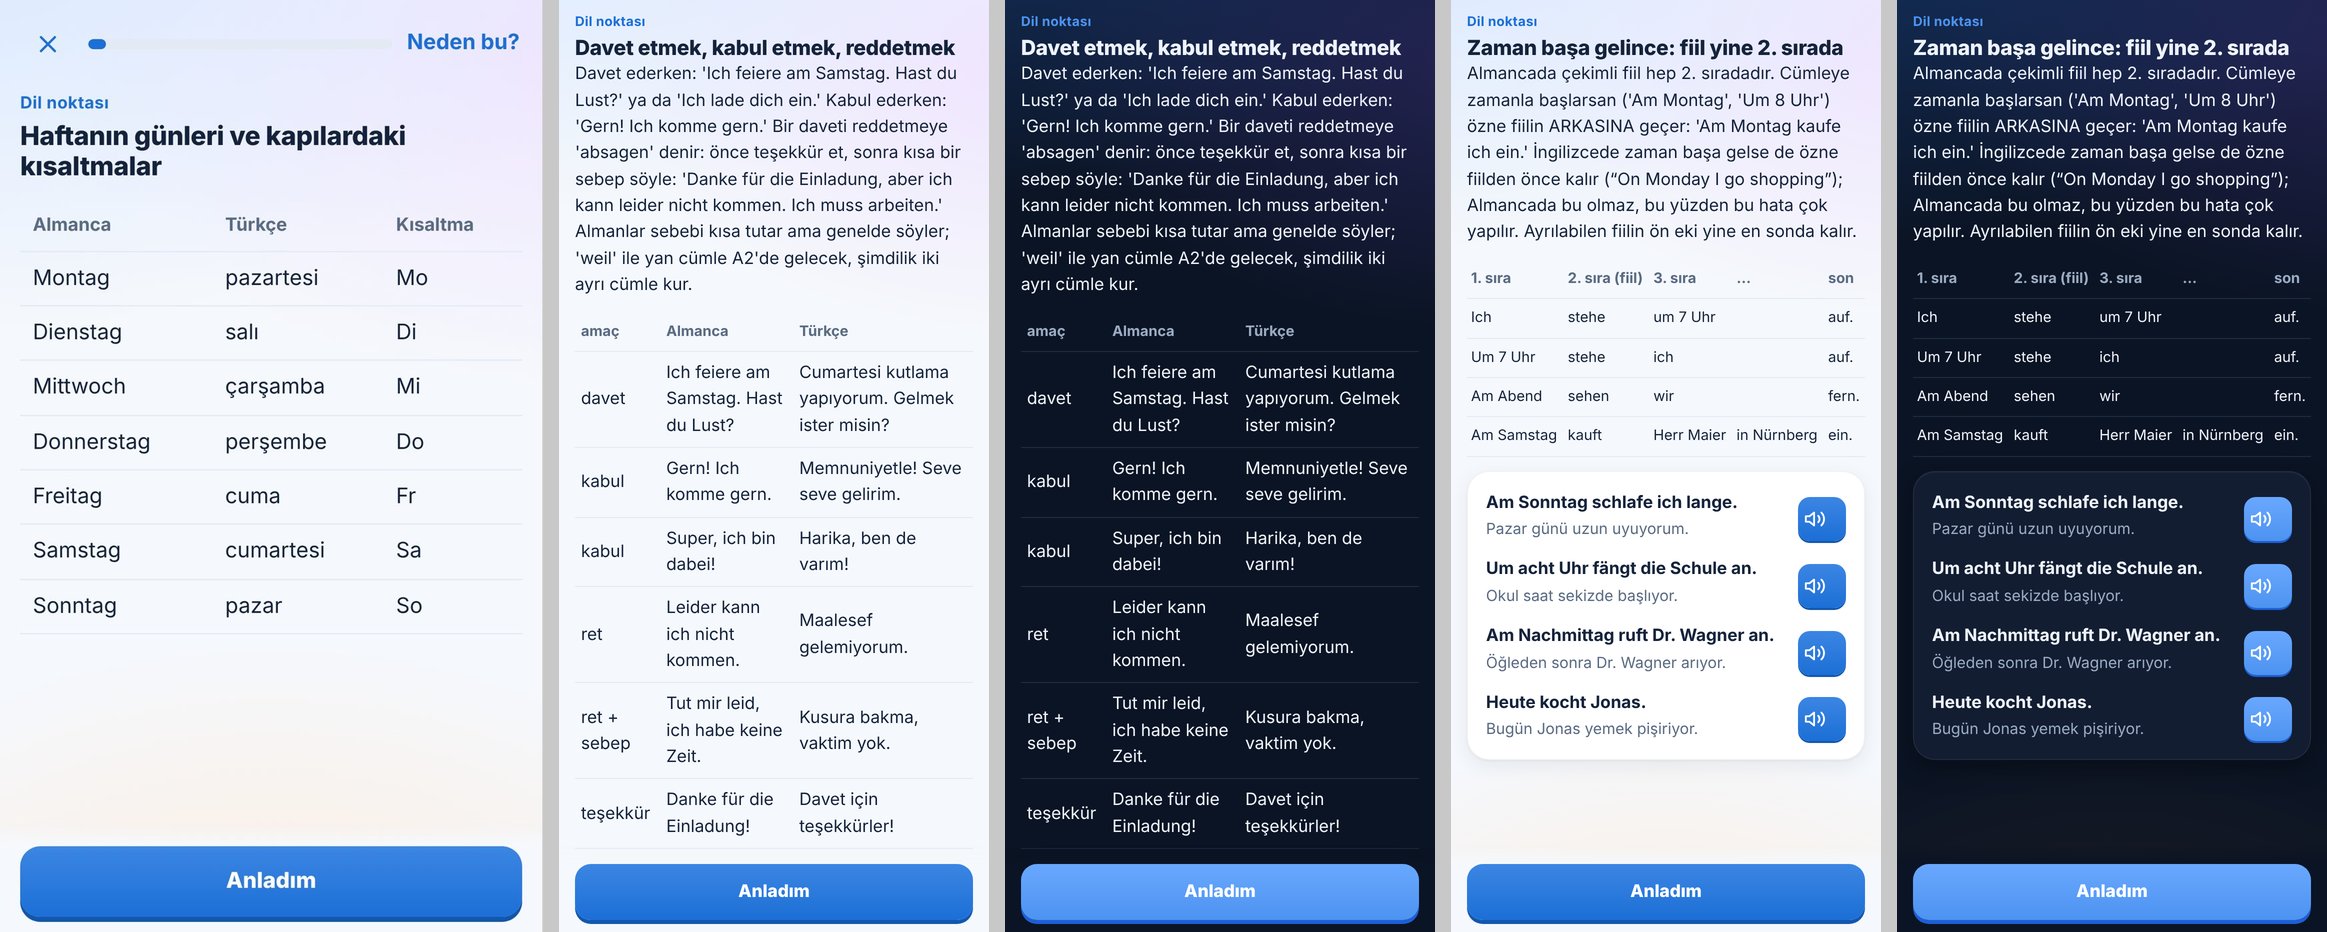 Neden bu?
Dil noktası
Haftanın günleri ve kapılardaki
kısaltmalar
Almanca Türkçe Kısaltma
Montag pazartesi Mo
Dienstag salı Di
Mittwoch çarşamba Mi
Donnerstag perşembe Do
Freitag cuma Fr
Samstag cumartesi Sa
Sonntag pazar So
Anladım
Dil noktası
Davet etmek, kabul etmek, reddetmek
Davet ederken: 'Ich feiere am Samstag. Hast du
Lust?' ya da 'Ich lade dich ein.' Kabul ederken:
'Gern! Ich komme gern.' Bir daveti reddetmeye
'absagen' denir: önce teşekkür et, sonra kısa bir
sebep söyle: 'Danke für die Einladung, aber ich
kann leider nicht kommen. Ich muss arbeiten.'
Almanlar sebebi kısa tutar ama genelde söyler;
'weil' ile yan cümle A2'de gelecek, şimdilik iki
ayrı cümle kur.
amaç Almanca Türkçe
davet
Ich feiere am
Samstag. Hast
du Lust?
Cumartesi kutlama
yapıyorum. Gelmek
ister misin?
kabul
Gern! Ich
komme gern.
Memnuniyetle! Seve
seve gelirim.
kabul
Super, ich bin
dabei!
Harika, ben de
varım!
ret
Leider kann
ich nicht
kommen.
Maalesef
gelemiyorum.
ret +
sebep
Tut mir leid,
ich habe keine
Zeit.
Kusura bakma,
vaktim yok.
teşekkür
Danke für die
Einladung!
Davet için
teşekkürler!
Anladım
Dil noktası
Davet etmek, kabul etmek, reddetmek
Davet ederken: 'Ich feiere am Samstag. Hast du
Lust?' ya da 'Ich lade dich ein.' Kabul ederken:
'Gern! Ich komme gern.' Bir daveti reddetmeye
'absagen' denir: önce teşekkür et, sonra kısa bir
sebep söyle: 'Danke für die Einladung, aber ich
kann leider nicht kommen. Ich muss arbeiten.'
Almanlar sebebi kısa tutar ama genelde söyler;
'weil' ile yan cümle A2'de gelecek, şimdilik iki
ayrı cümle kur.
amaç Almanca Türkçe
davet
Ich feiere am
Samstag. Hast
du Lust?
Cumartesi kutlama
yapıyorum. Gelmek
ister misin?
kabul
Gern! Ich
komme gern.
Memnuniyetle! Seve
seve gelirim.
kabul
Super, ich bin
dabei!
Harika, ben de
varım!
ret
Leider kann
ich nicht
kommen.
Maalesef
gelemiyorum.
ret +
sebep
Tut mir leid,
ich habe keine
Zeit.
Kusura bakma,
vaktim yok.
teşekkür
Danke für die
Einladung!
Davet için
teşekkürler!
Anladım
Dil noktası
Zaman başa gelince: fiil yine 2. sırada
Almancada çekimli fiil hep 2. sıradadır. Cümleye
zamanla başlarsan ('Am Montag', 'Um 8 Uhr')
özne fiilin ARKASINA geçer: 'Am Montag kaufe
ich ein.' İngilizcede zaman başa gelse de özne
fiilden önce kalır (“On Monday I go shopping”);
Almancada bu olmaz, bu yüzden bu hata çok
yapılır. Ayrılabilen fiilin ön eki yine en sonda kalır.
1. sıra 2. sıra (fiil) 3. sıra ... son
Ich stehe um 7 Uhr auf.
Um 7 Uhr stehe ich auf.
Am Abend sehen wir fern.
Am Samstag kauft Herr Maier in Nürnberg ein.
Am Sonntag schlafe ich lange.
Pazar günü uzun uyuyorum.
Um acht Uhr fängt die Schule an.
Okul saat sekizde başlıyor.
Am Nachmittag ruft Dr. Wagner an.
Öğleden sonra Dr. Wagner arıyor.
Heute kocht Jonas.
Bugün Jonas yemek pişiriyor.
Anladım
Dil noktası
Zaman başa gelince: fiil yine 2. sırada
Almancada çekimli fiil hep 2. sıradadır. Cümleye
zamanla başlarsan ('Am Montag', 'Um 8 Uhr')
özne fiilin ARKASINA geçer: 'Am Montag kaufe
ich ein.' İngilizcede zaman başa gelse de özne
fiilden önce kalır (“On Monday I go shopping”);
Almancada bu olmaz, bu yüzden bu hata çok
yapılır. Ayrılabilen fiilin ön eki yine en sonda kalır.
1. sıra 2. sıra (fiil) 3. sıra ... son
Ich stehe um 7 Uhr auf.
Um 7 Uhr stehe ich auf.
Am Abend sehen wir fern.
Am Samstag kauft Herr Maier in Nürnberg ein.
Am Sonntag schlafe ich lange.
Pazar günü uzun uyuyorum.
Um acht Uhr fängt die Schule an.
Okul saat sekizde başlıyor.
Am Nachmittag ruft Dr. Wagner an.
Öğleden sonra Dr. Wagner arıyor.
Heute kocht Jonas.
Bugün Jonas yemek pişiriyor.
Anladım